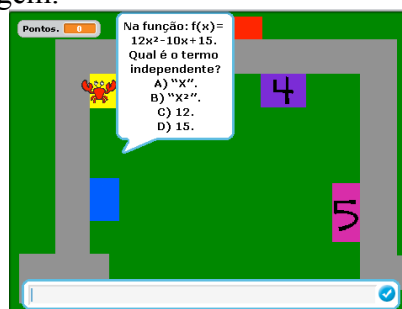 gem.
Pontos. 0
Na função: f(x)=
12x²-10x+15.
Qual é o termo
independente?
A) "X".
B) "X²".
C) 12.
D) 15.
4
5